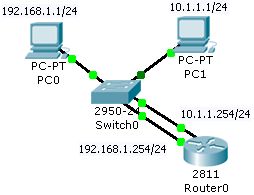 192.168.1.1/24
10.1.1.1/24
PC-PT
PC0
PC-PT
PC1
2950-24
Switch0
10.1.1.254/24
192.168.1.254/24
2811
Router0